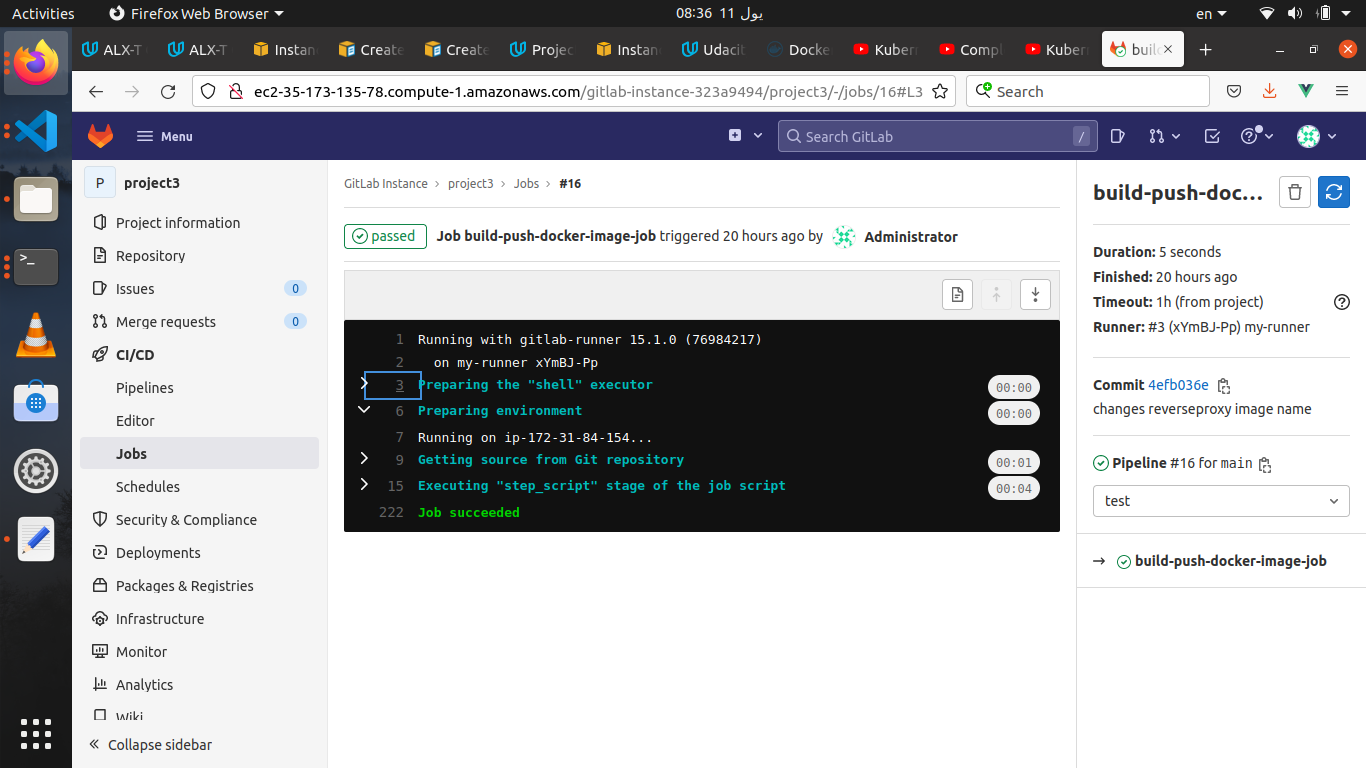 Activities
Firefox Web Browser
08:36 11 يول
en
ALX-T
ALX-T
Instan
Create
Create
Projec
Instan
Udacit
Docke
Kuber
Compl
Kuber
build
ec2-35-173-135-78.compute-1.amazonaws.com/gitlab-instance-323a9494/project3/-/jobs/16#L3
Search
Menu
Search GitLab
/
P project3
Project information
Repository
Issues 0
Merge requests 0
CI/CD
Pipelines
Editor
Jobs
Schedules
Security & Compliance
Deployments
Packages & Registries
Infrastructure
Monitor
Analytics
Wiki
Collapse sidebar
GitLab Instance > project3 > Jobs > #16
passed Job build-push-docker-image-job triggered 20 hours ago by Administrator
1 Running with gitlab-runner 15.1.0 (76984217)
2 on my-runner xYmBJ-Pp
3 Preparing the "shell" executor 00:00
6 Preparing environment 00:00
7 Running on ip-172-31-84-154...
9 Getting source from Git repository 00:01
15 Executing "step_script" stage of the job script 00:04
222 Job succeeded
build-push-doc...
Duration: 5 seconds
Finished: 20 hours ago
Timeout: 1h (from project)
Runner: #3 (xYmBJ-Pp) my-runner
Commit 4efb036e
changes reverseproxy image name
Pipeline #16 for main
test
build-push-docker-image-job